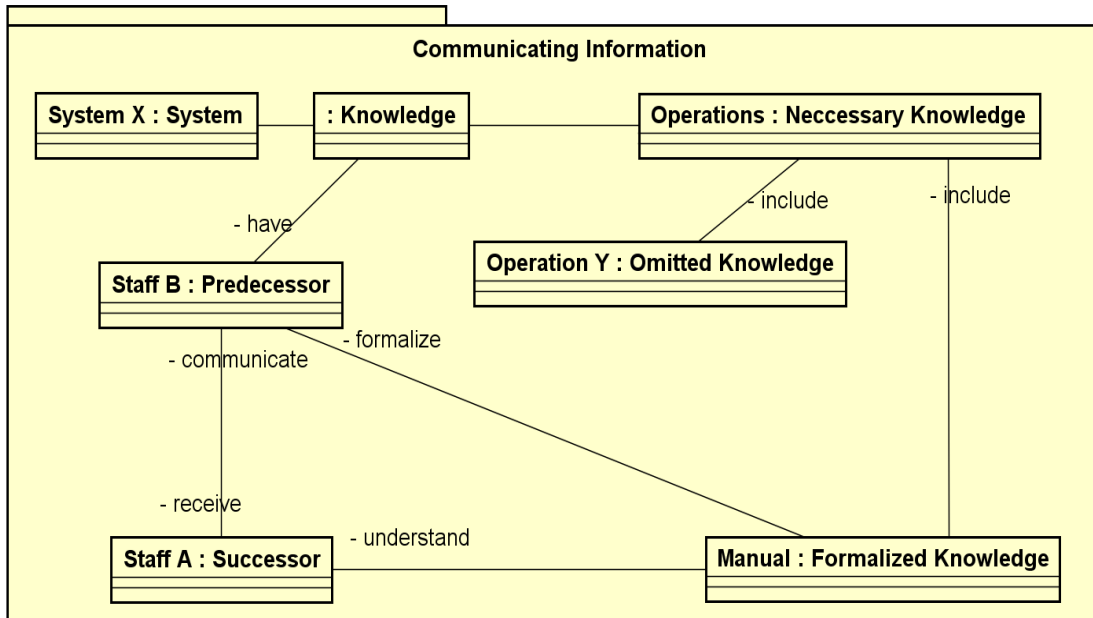 Communicating Information
System X : System
: Knowledge
Operations : Neccessary Knowledge
- include
- include
- have
Operation Y : Omitted Knowledge
Staff B : Predecessor
- formalize
- communicate
- receive
- understand
Staff A : Successor
Manual : Formalized Knowledge